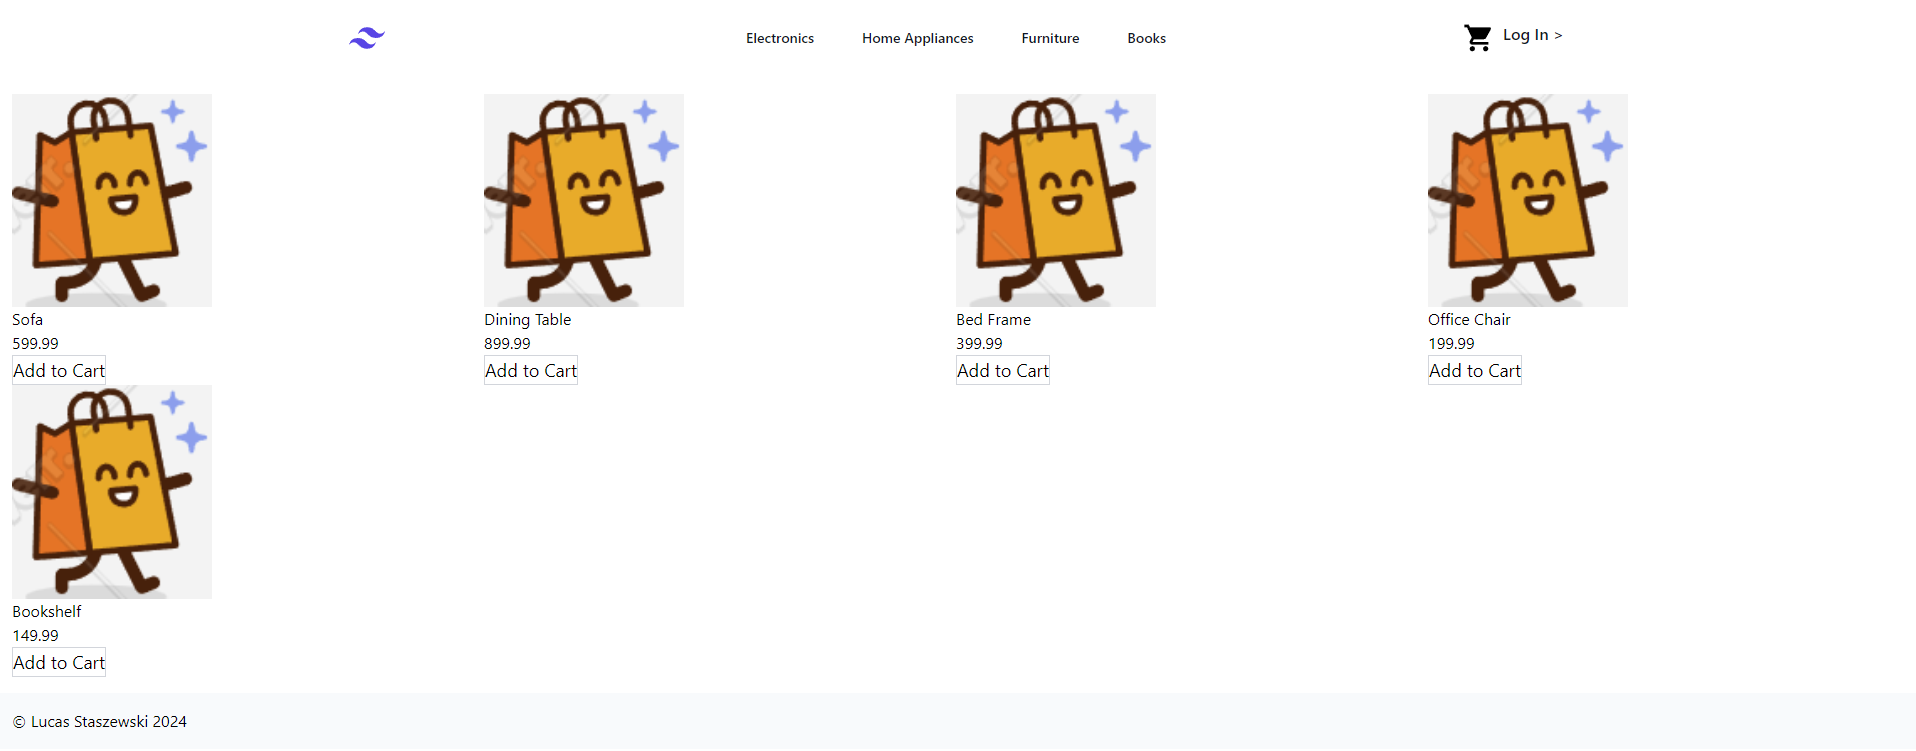 Electronics Home Appliances Furniture Books Log In >
Sofa Dining Table Bed Frame Office Chair
599.99 899.99 399.99 199.99
Add to Cart Add to Cart Add to Cart Add to Cart
Bookshelf
149.99
Add to Cart
© Lucas Staszewski 2024